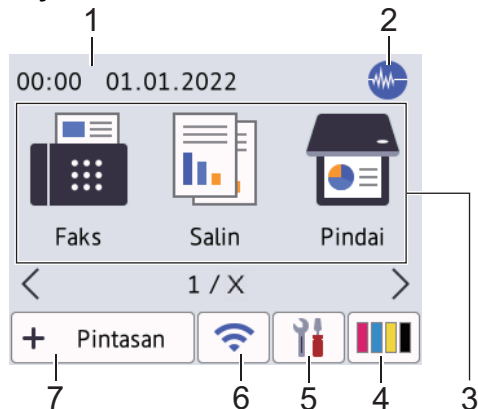 1 2
00:00 01.01.2022
Faks Salin Pindai
< 1 / X >
+ Pintasan
7 6 5 4 3